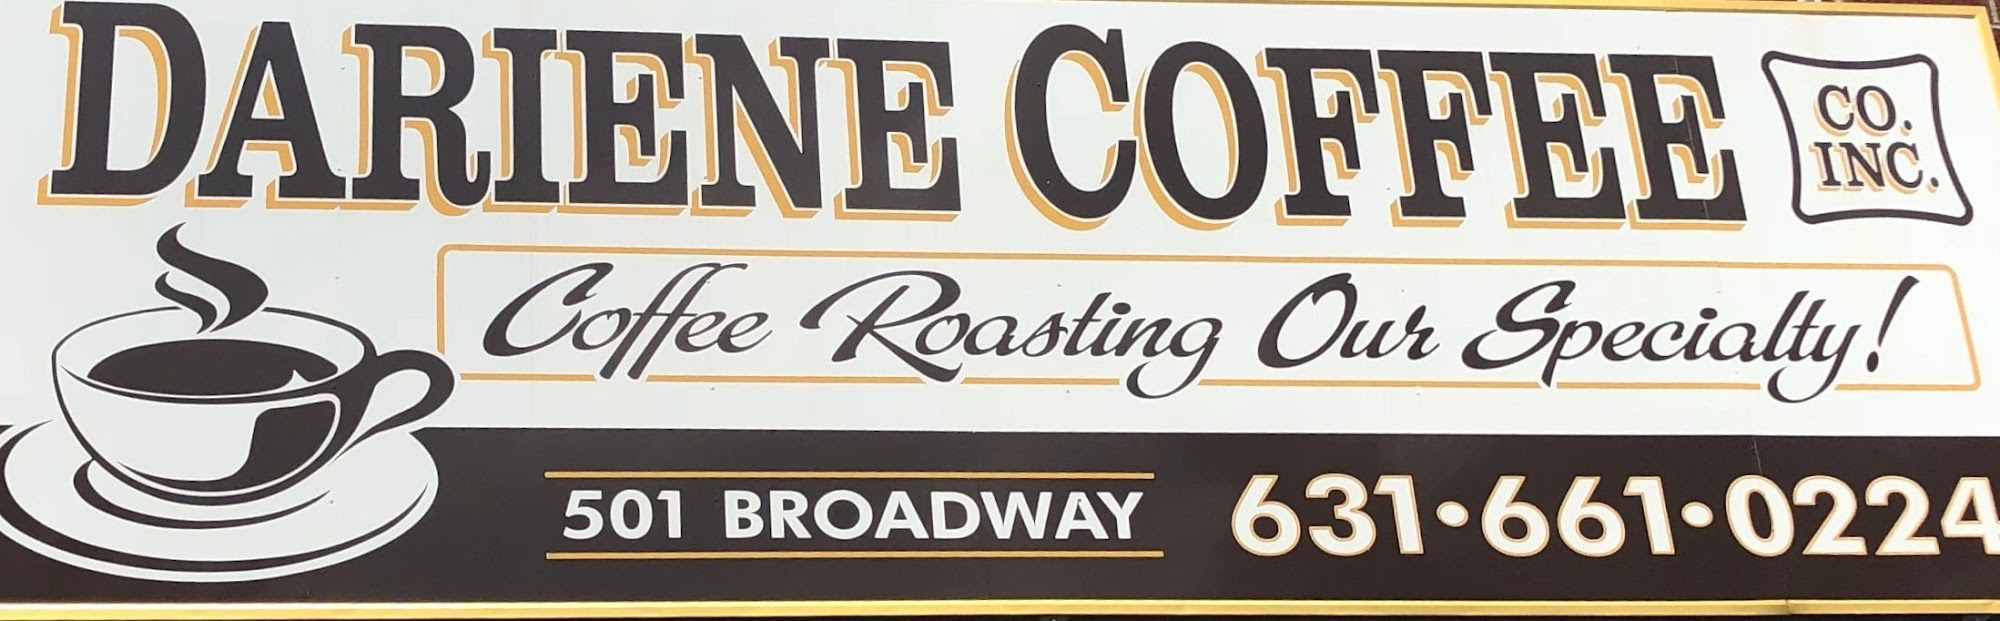 DARIENE COFFEE
CO.
INC.
Coffee Roasting Our Specialty!
501 BROADWAY
631•661•0224